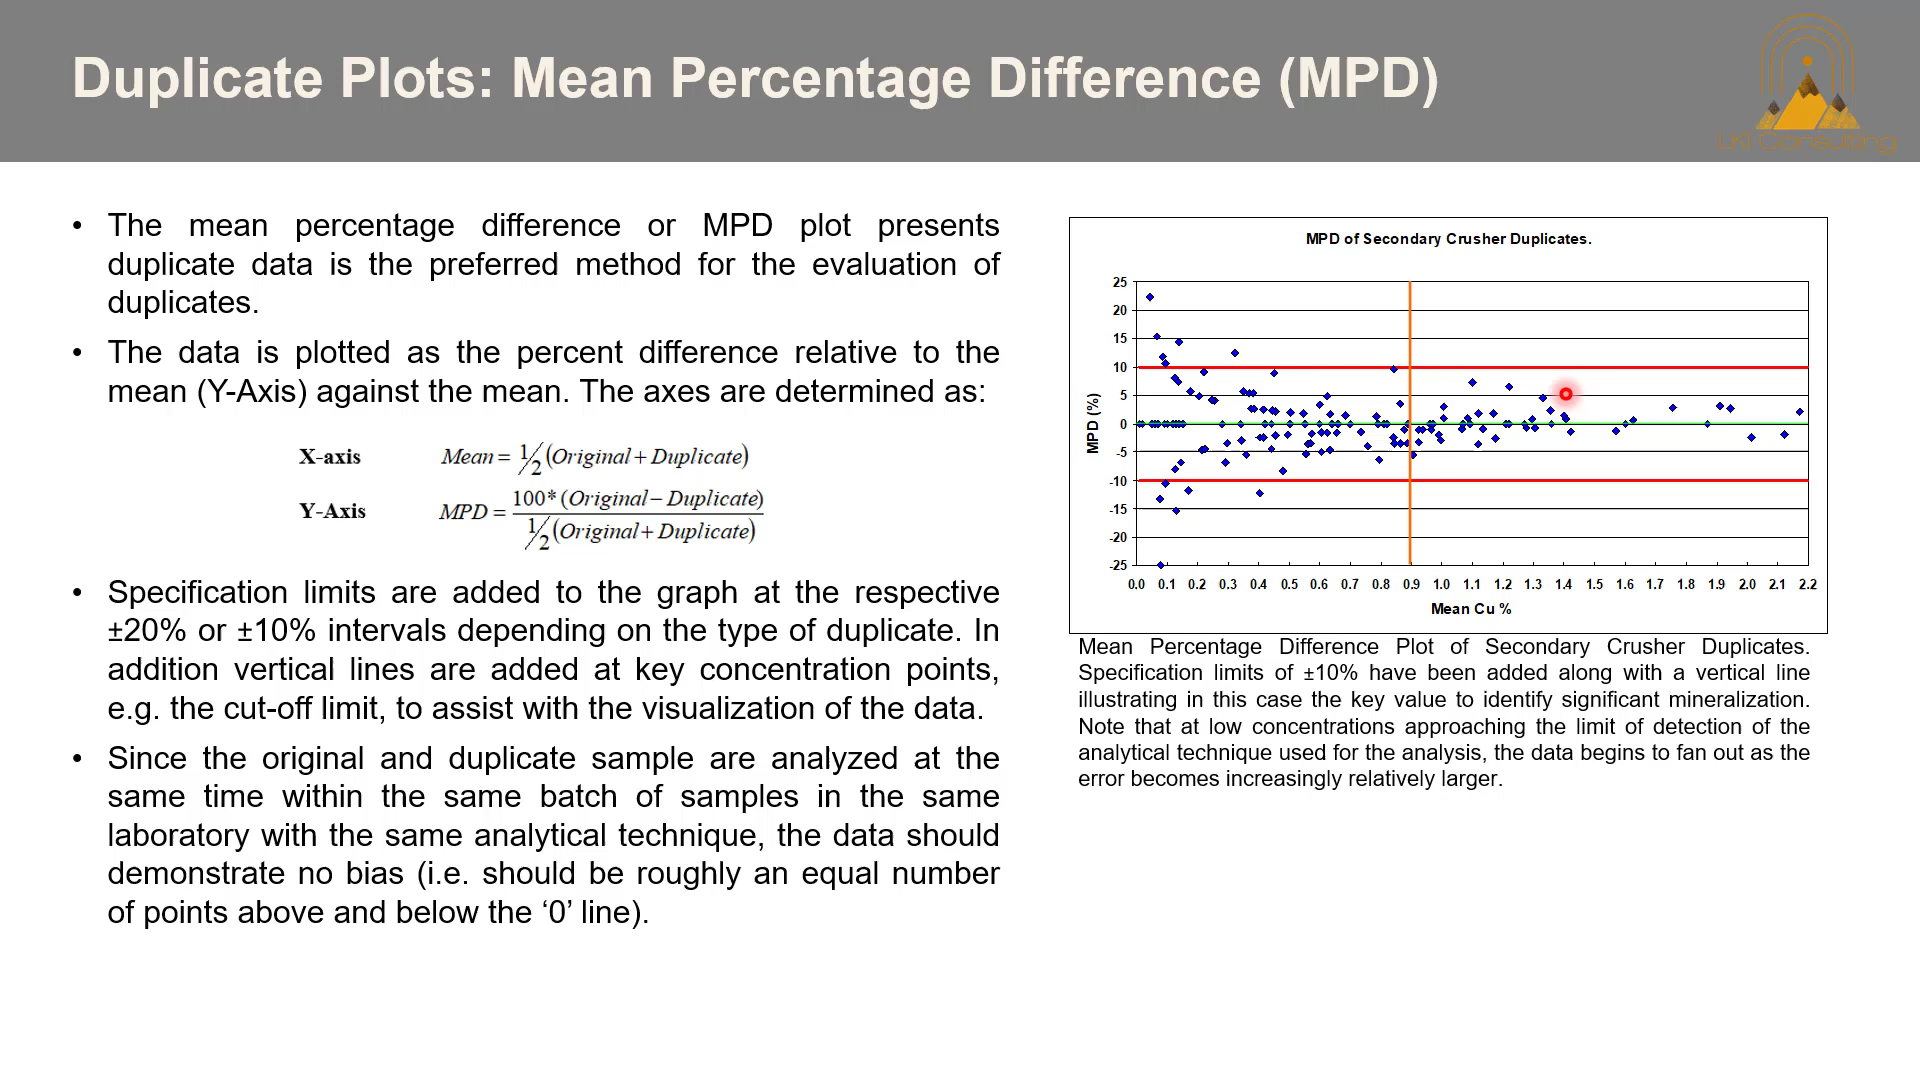 Duplicate Plots: Mean Percentage Difference (MPD)
LKI Consulting
• The mean percentage difference or MPD plot presents
duplicate data is the preferred method for the evaluation of
duplicates.
• The data is plotted as the percent difference relative to the
mean (Y-Axis) against the mean. The axes are determined as:
X-axis Mean = 1/2 (Original + Duplicate)
Y-Axis MPD = 100* (Original − Duplicate)
1/2 (Original + Duplicate)
• Specification limits are added to the graph at the respective
±20% or ±10% intervals depending on the type of duplicate. In
addition vertical lines are added at key concentration points,
e.g. the cut-off limit, to assist with the visualization of the data.
• Since the original and duplicate sample are analyzed at the
same time within the same batch of samples in the same
laboratory with the same analytical technique, the data should
demonstrate no bias (i.e. should be roughly an equal number
of points above and below the ‘0’ line).
MPD of Secondary Crusher Duplicates.
MPD (%)
25
20
15
10
5
0
-5
-10
-15
-20
-25
0.0 0.1 0.2 0.3 0.4 0.5 0.6 0.7 0.8 0.9 1.0 1.1 1.2 1.3 1.4 1.5 1.6 1.7 1.8 1.9 2.0 2.1 2.2
Mean Cu %
Mean Percentage Difference Plot of Secondary Crusher Duplicates.
Specification limits of ±10% have been added along with a vertical line
illustrating in this case the key value to identify significant mineralization.
Note that at low concentrations approaching the limit of detection of the
analytical technique used for the analysis, the data begins to fan out as the
error becomes increasingly relatively larger.